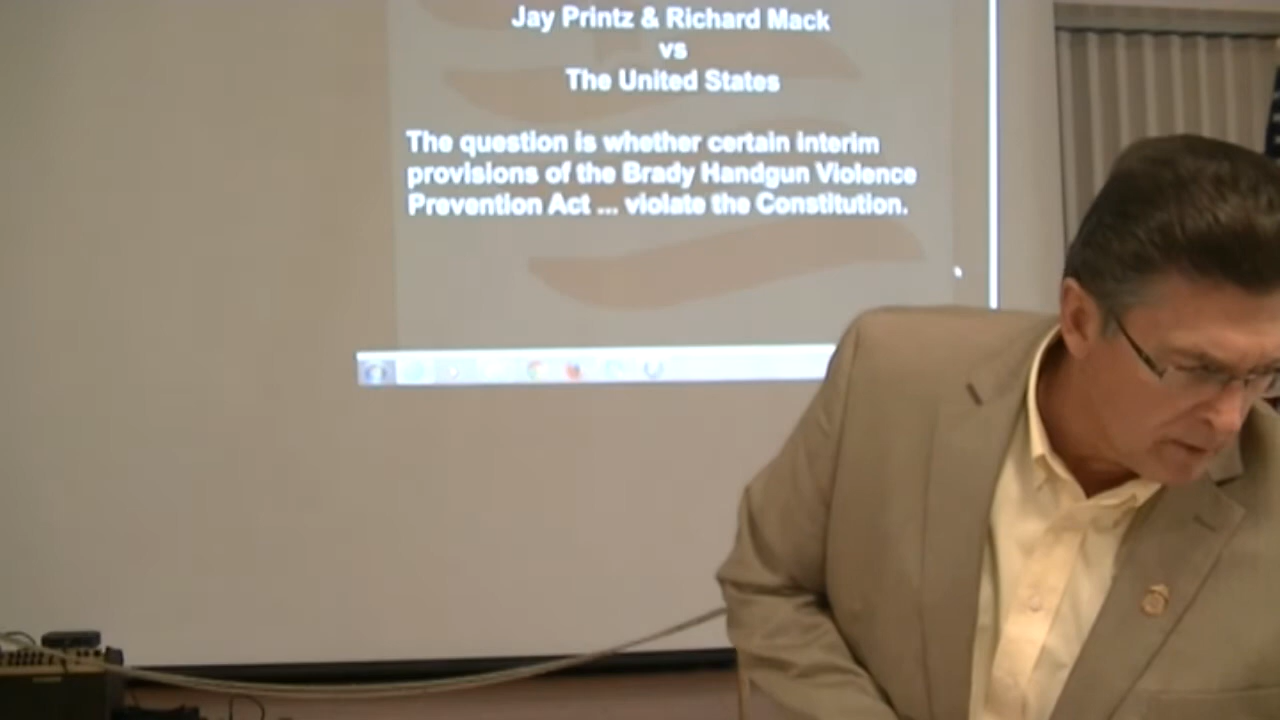 Jay Printz & Richard Mack
vs
The United States
The question is whether certain interim
provisions of the Brady Handgun Violence
Prevention Act ... violate the Constitution.